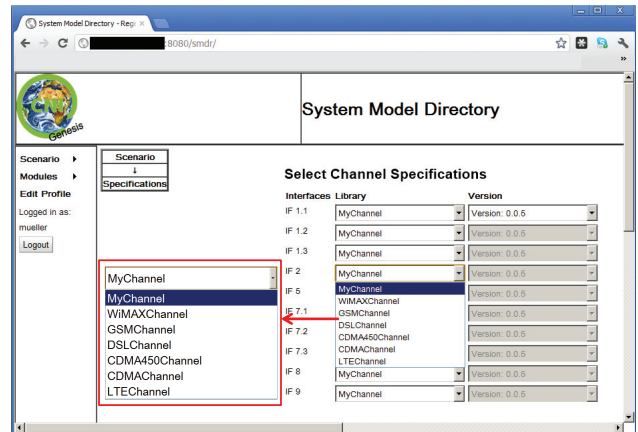 System Model Directory - Regi
:8080/smdr/
CNI
Genesis
System Model Directory
Scenario
Modules
Edit Profile
Logged in as:
mueller
Logout
Scenario
↓
Specifications
Select Channel Specifications
Interfaces Library Version
IF 1.1 MyChannel Version: 0.0.5
IF 1.2 MyChannel Version: 0.0.5
IF 1.3 MyChannel Version: 0.0.5
IF 2 MyChannel Version: 0.0.5
IF 5 Version: 0.0.5
IF 7.1 Version: 0.0.5
IF 7.2 Version: 0.0.5
IF 7.3 Version: 0.0.5
IF 8 MyChannel Version: 0.0.5
IF 9 MyChannel Version: 0.0.5
MyChannel
WiMAXChannel
GSMChannel
DSLChannel
CDMA450Channel
CDMAChannel
LTEChannel
MyChannel
MyChannel
WiMAXChannel
GSMChannel
DSLChannel
CDMA450Channel
CDMAChannel
LTEChannel